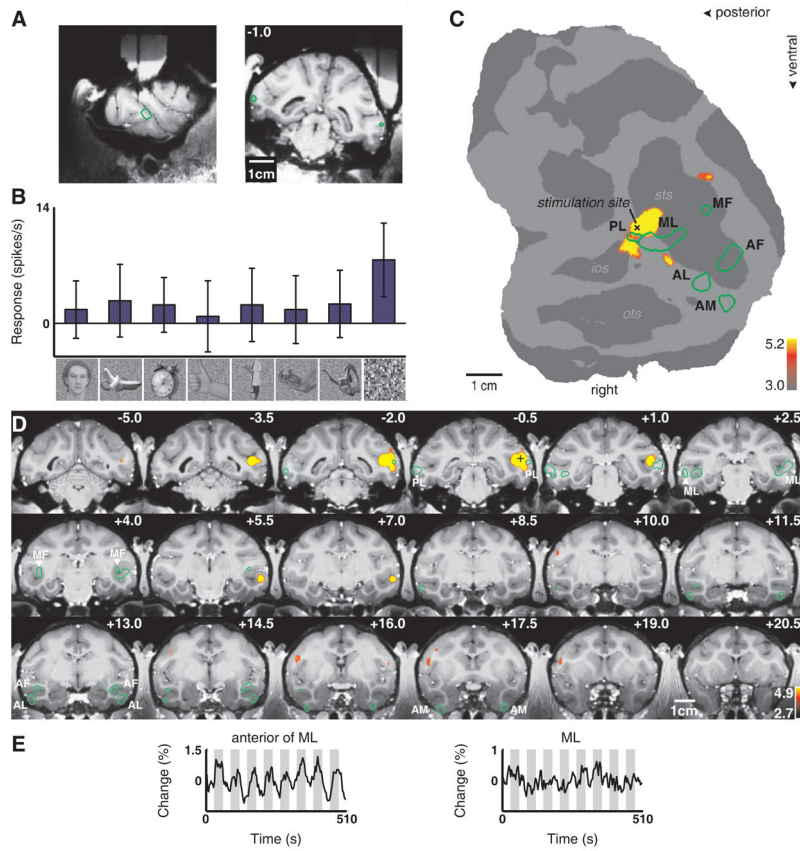 A
-1.0
1cm
B
Response (spikes/s)
14
0
C
posterior
ventral
sts
stimulation site
MF
PL
ML
AF
ios
AL
ots
AM
5.2
3.0
1 cm
right
D
-5.0
-3.5
-2.0
-0.5
+1.0
+2.5
PL
PL
ML
ML
+4.0
+5.5
+7.0
+8.5
+10.0
+11.5
MF
MF
+13.0
+14.5
+16.0
+17.5
+19.0
+20.5
AF
AF
AL
AL
AM
AM
1cm
4.9
2.7
E
anterior of ML
ML
Change (%)
1.5
0
0
510
Time (s)
Change (%)
1
0
0
510
Time (s)